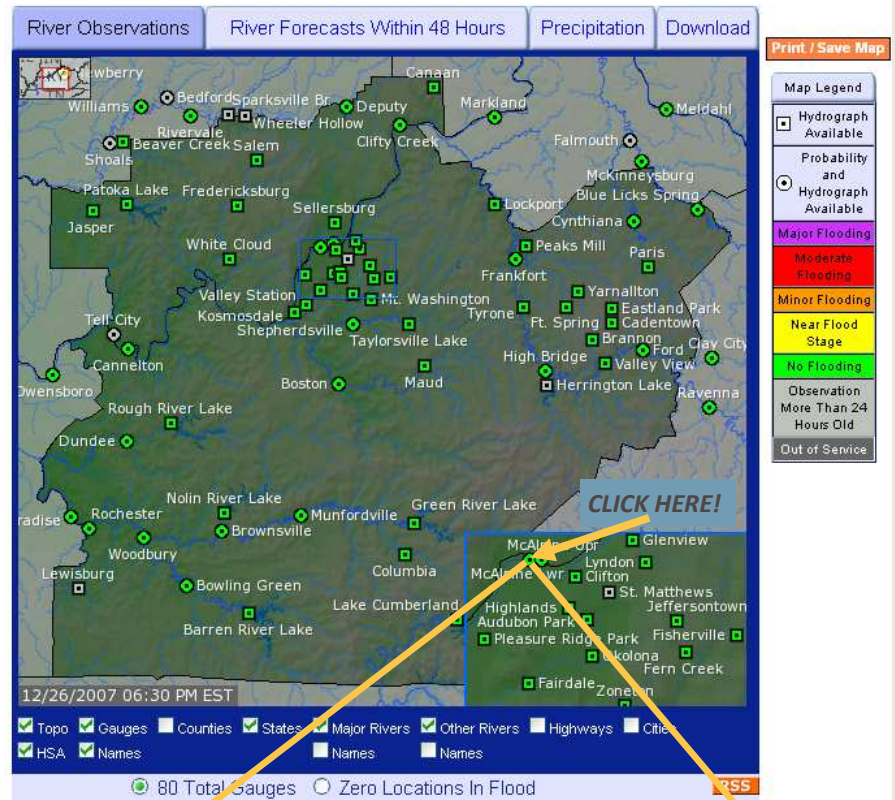 River Observations
River Forecasts Within 48 Hours
Precipitation
Download
Print / Save Map
Canaan
Williams
Bedford
Sparksville Br.
Deputy
Markland
Meldahl
Rivervale
Wheeler Hollow
Clifty Creek
Falmouth
Shoals
Beaver Creek
Salem
McKinneysburg
Patoka Lake
Fredericksburg
Blue Licks Spring
Sellersburg
Lockport
Cynthiana
Jasper
White Cloud
Peaks Mill
Paris
Frankfort
Valley Station
Mt. Washington
Yarnallton
Kosmosdale
Tyrone
Eastland Park
Tell City
Shepherdsville
Ft. Spring
Cadentown
Taylorsville Lake
Brannon
Ford
Clay City
Cannelton
High Bridge
Valley View
Owensboro
Boston
Maud
Herrington Lake
Ravenna
Rough River Lake
Dundee
Nolin River Lake
Green River Lake
CLICK HERE!
Rochester
Munfordville
Brownsville
Woodbury
Glenview
Lyndon
Lewisburg
Columbia
Clifton
St. Matthews
Bowling Green
Lake Cumberland
Highlands
Jeffersontown
Audubon Park
Barren River Lake
Pleasure Ridge Park
Fisherville
Okolona
Fern Creek
Fairdale
Zoneton
12/26/2007 06:30 PM EST
Topo Gauges Counties States Major Rivers Other Rivers Highways Cities
HSA Names Names Names
80 Total Gauges Zero Locations In Flood
RSS
Map Legend
Hydrograph
Available
Probability
and
Hydrograph
Available
Major Flooding
Moderate
Flooding
Minor Flooding
Near Flood
Stage
No Flooding
Observation
More Than 24
Hours Old
Out of Service